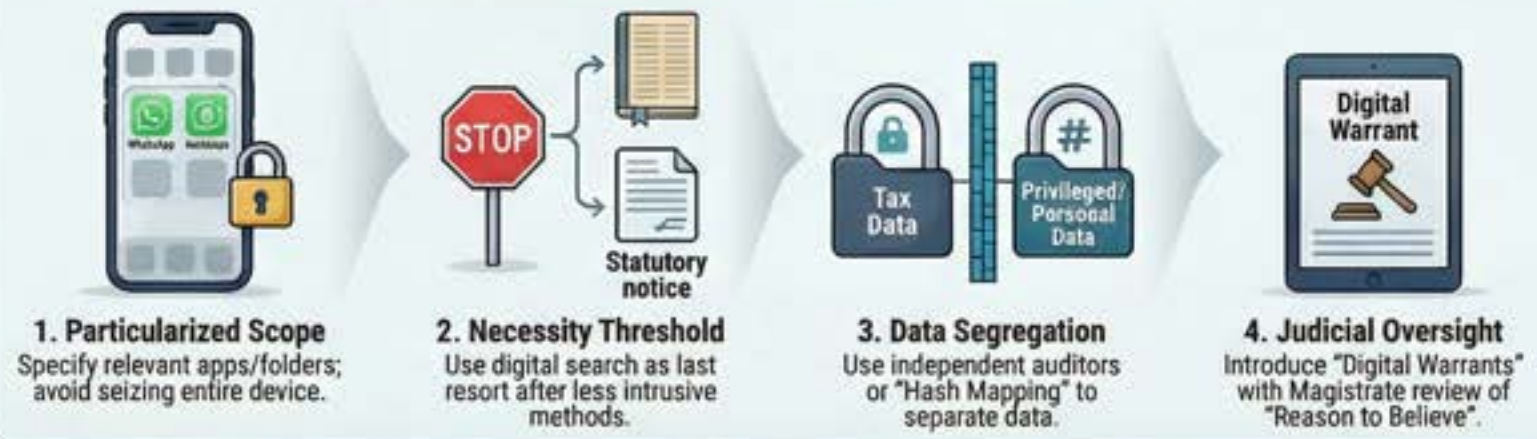 WhatsApp
STOP
Statutory
notice
Tax
Data
#
Privileged/
Personal
Data
Digital
Warrant
1. Particularized Scope
Specify relevant apps/folders;
avoid seizing entire device.
2. Necessity Threshold
Use digital search as last
resort after less intrusive
methods.
3. Data Segregation
Use independent auditors
or "Hash Mapping" to
separate data.
4. Judicial Oversight
Introduce "Digital Warrants"
with Magistrate review of
"Reason to Believe".